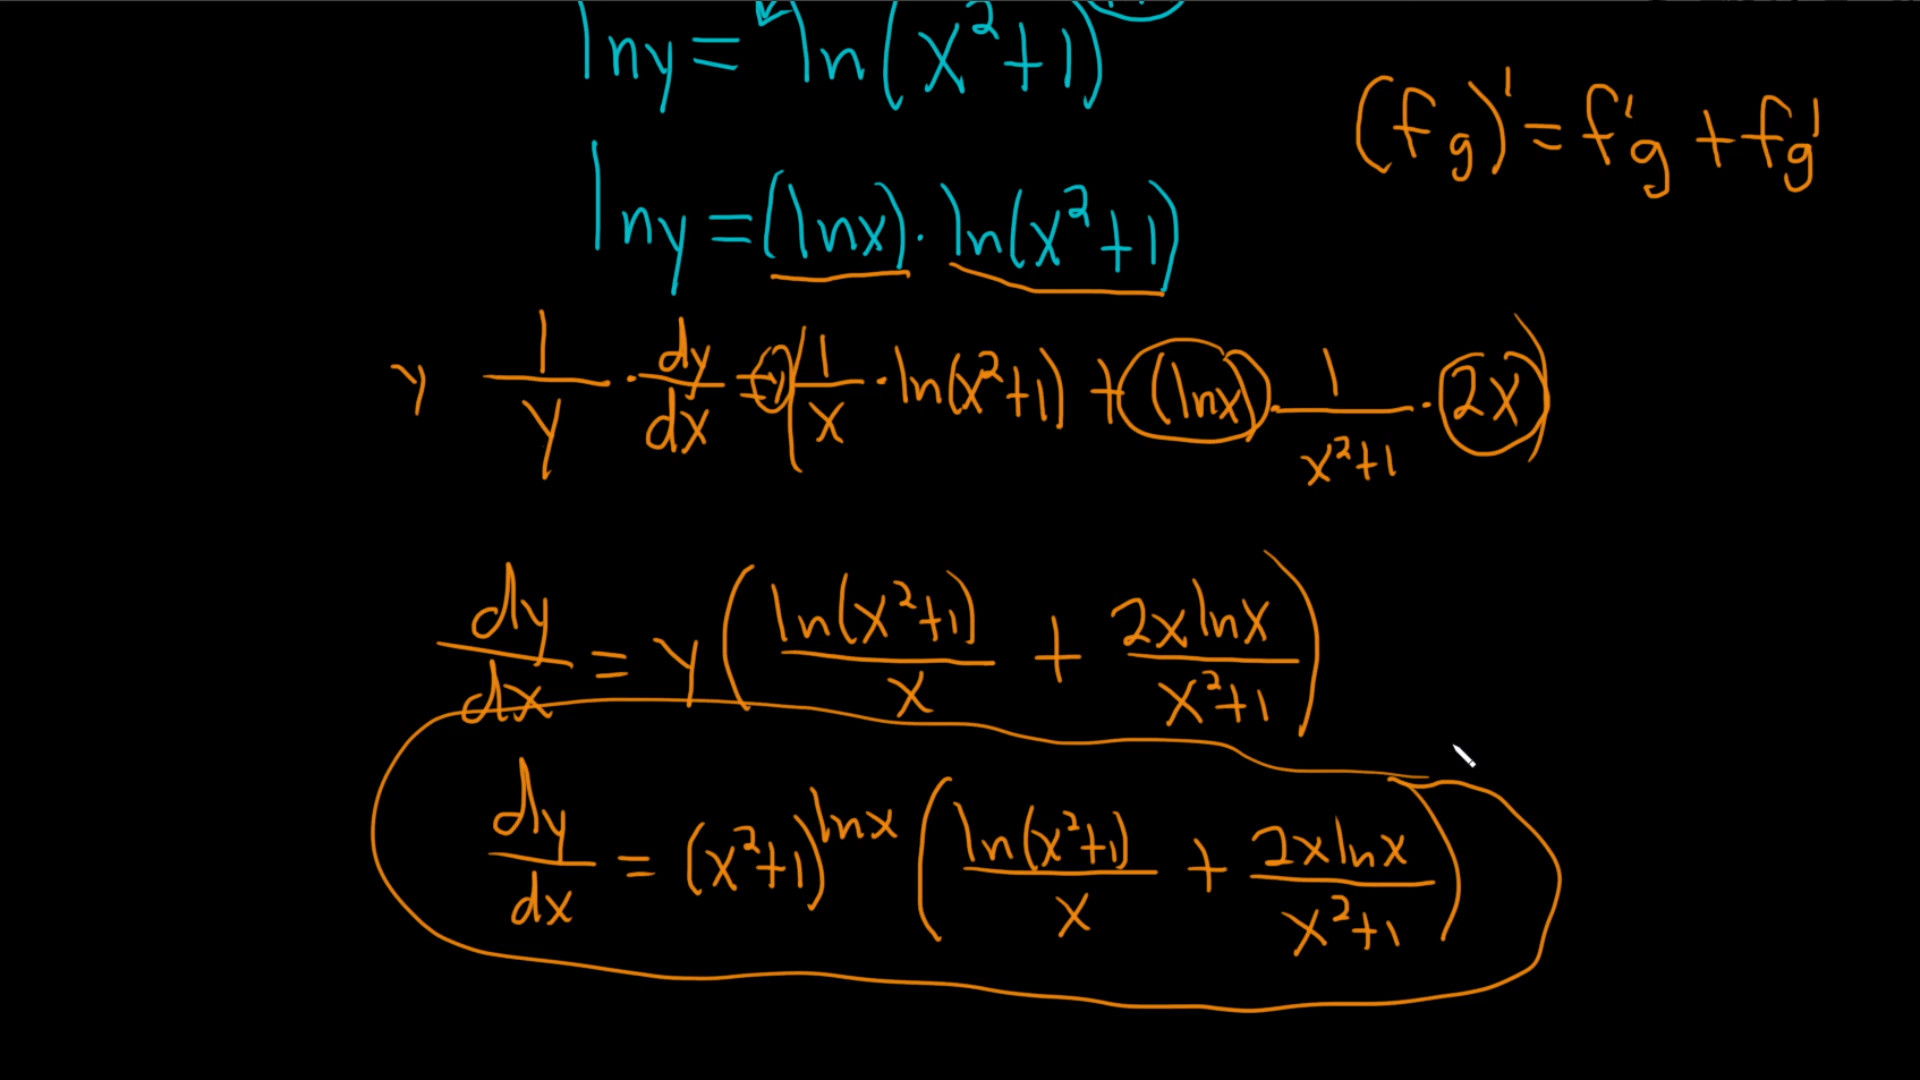 ln y = ln(x²+1)
(fg)' = f'g + fg'
ln y = (ln x) · ln(x²+1)
y 1/y · dy/dx = y(1/x · ln(x²+1) + (ln x) · 1/(x²+1) · 2x)
dy/dx = y( ln(x²+1)/x + 2x ln x/(x²+1) )
dy/dx = (x²+1)^(ln x) ( ln(x²+1)/x + 2x ln x/(x²+1) )